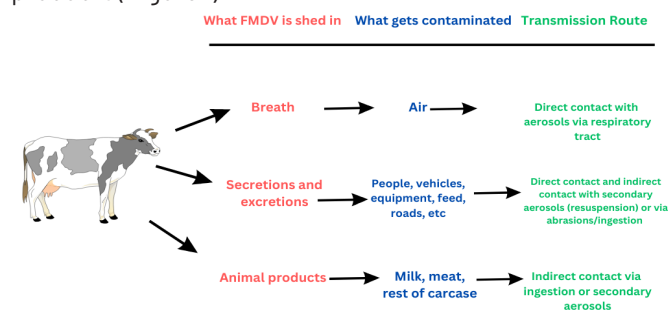 What FMDV is shed in What gets contaminated Transmission Route
Breath
Air
Direct contact with
aerosols via respiratory
tract
Secretions and
excretions
People, vehicles,
equipment, feed,
roads, etc
Direct contact and indirect
contact with secondary
aerosols (resuspension) or via
abrasions/ingestion
Animal products
Milk, meat,
rest of carcase
Indirect contact via
ingestion or secondary
aerosols